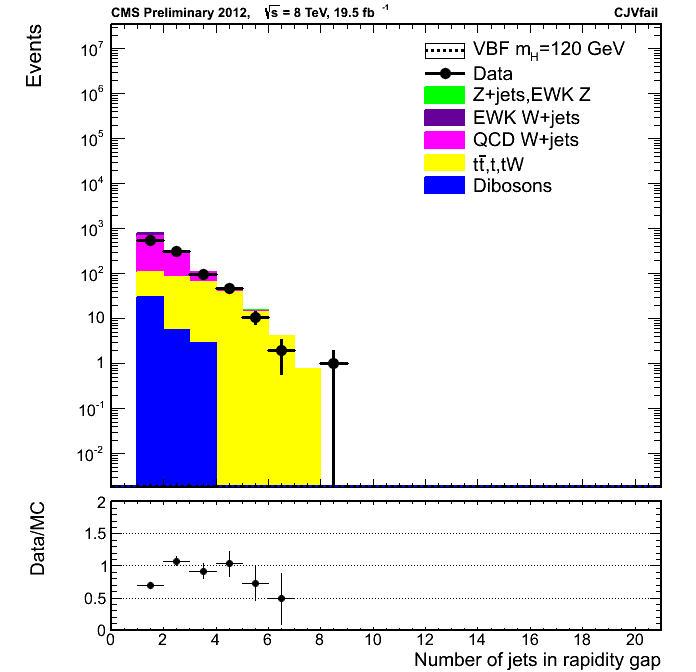 CMS Preliminary 2012, √s = 8 TeV, 19.5 fb⁻¹ CJVfail
Events
10⁷
10⁶
10⁵
10⁴
10³
10²
10
1
10⁻¹
10⁻²
VBF m_H=120 GeV
Data
Z+jets,EWK Z
EWK W+jets
QCD W+jets
tt̄,t,tW
Dibosons
Data/MC
2
1.5
1
0.5
0
0 2 4 6 8 10 12 14 16 18 20
Number of jets in rapidity gap